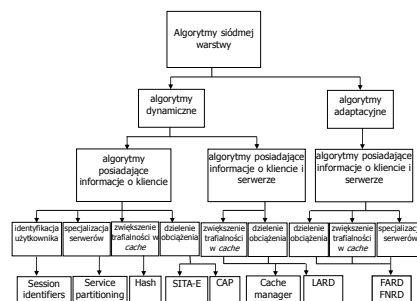 Algorytmy siódmej
warstwy
algorytmy
dynamiczne
algorytmy
adaptacyjne
algorytmy
posiadające
informacje o kliencie
algorytmy posiadające
informacje o kliencie i
serwerze
algorytmy posiadające
informacje o kliencie i
serwerze
identyfikacja
użytkownika
specjalizacja
serwerów
zwiększenie
trafialności w
cache
dzielenie
obciążenia
zwiększenie
trafialności
w cache
dzielenie
obciążenia
dzielenie
obciążenia
zwiększenie
trafialności w
cache
specjalizacja
serwerów
Session
identifiers
Service
partitioning
Hash
SITA-E
CAP
Cache
manager
LARD
FARD
FNRD